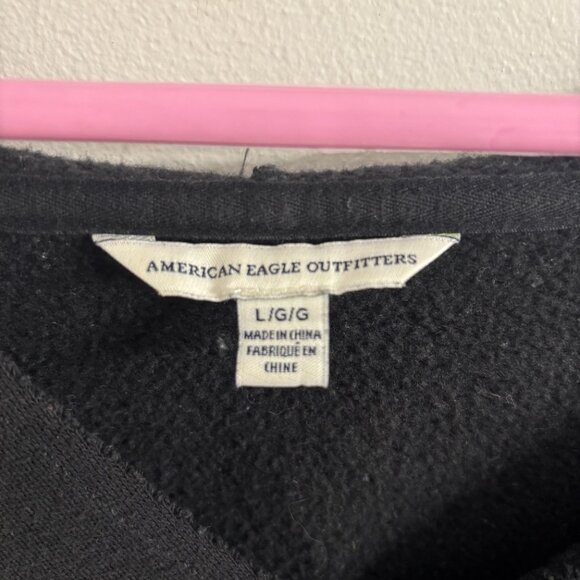 AMERICAN EAGLE OUTFITTERS
L/G/G
MADE IN CHINA
FABRIQUÉ EN
CHINE